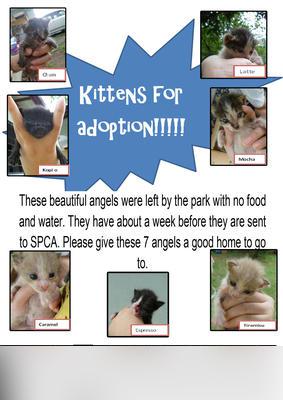 Latte
Kittens For
adoption!!!!!
Mocha
These beautiful angels were left by the park with no food
and water. They have about a week before they are sent
to SPCA. Please give these 7 angels a good home to go
to.
Caramel
Espresso